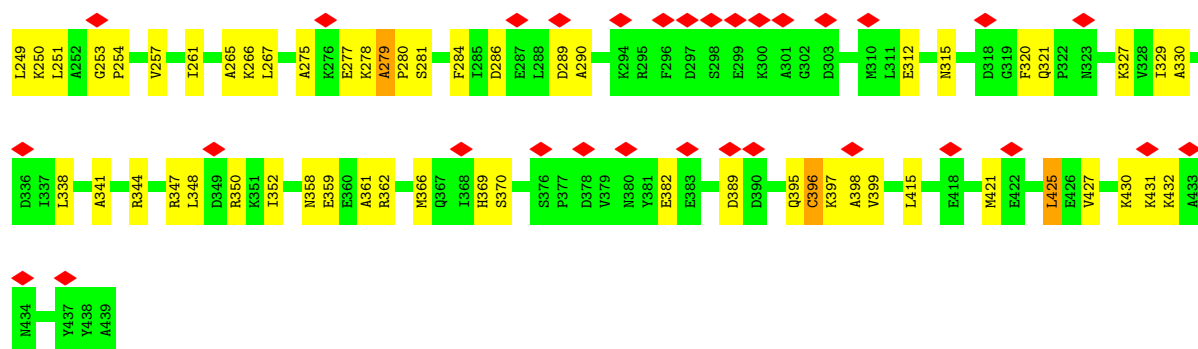 L249 K250 L251 A252 G253 P254 V257 I261 A265 K266 L267 A275 K276 E277 K278 A279 P280 S281 F284 I285 D286 E287 L288 D289 A290 K294 R295 F296 D297 S298 E299 K300 A301 G302 D303 M310 L311 E312 N315 D318 G319 F320 Q321 P322 N323 K327 V328 I329 A330
D336 I337 L338 A341 R344 R347 L348 D349 R350 K351 I352 N358 E359 E360 A361 R362 M366 Q367 I368 H369 S370 S376 P377 D378 V379 N380 Y381 E382 E383 D389 D390 Q395 C396 K397 A398 V399 L415 E418 M421 E422 L425 E426 V427 K430 K431 K432 A433
N434 Y437 Y438 A439